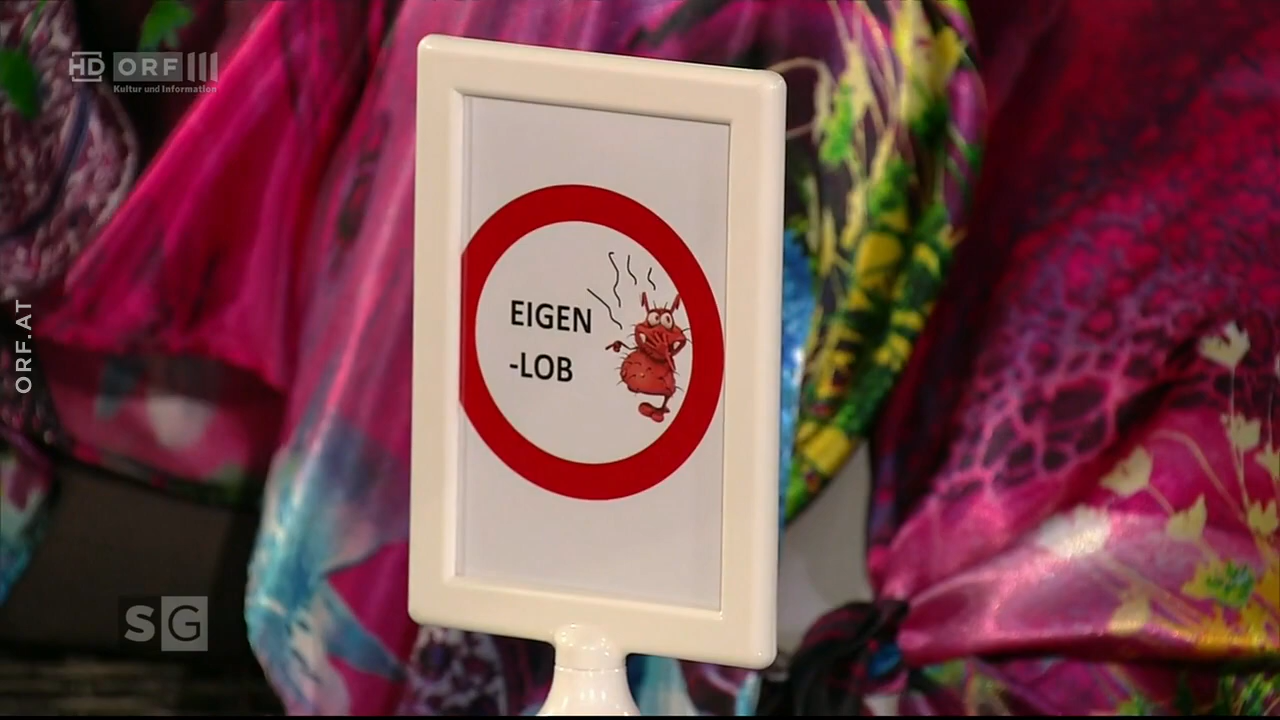 HD ORF III
Kultur und Information
ORF.AT
EIGEN
-LOB
SG